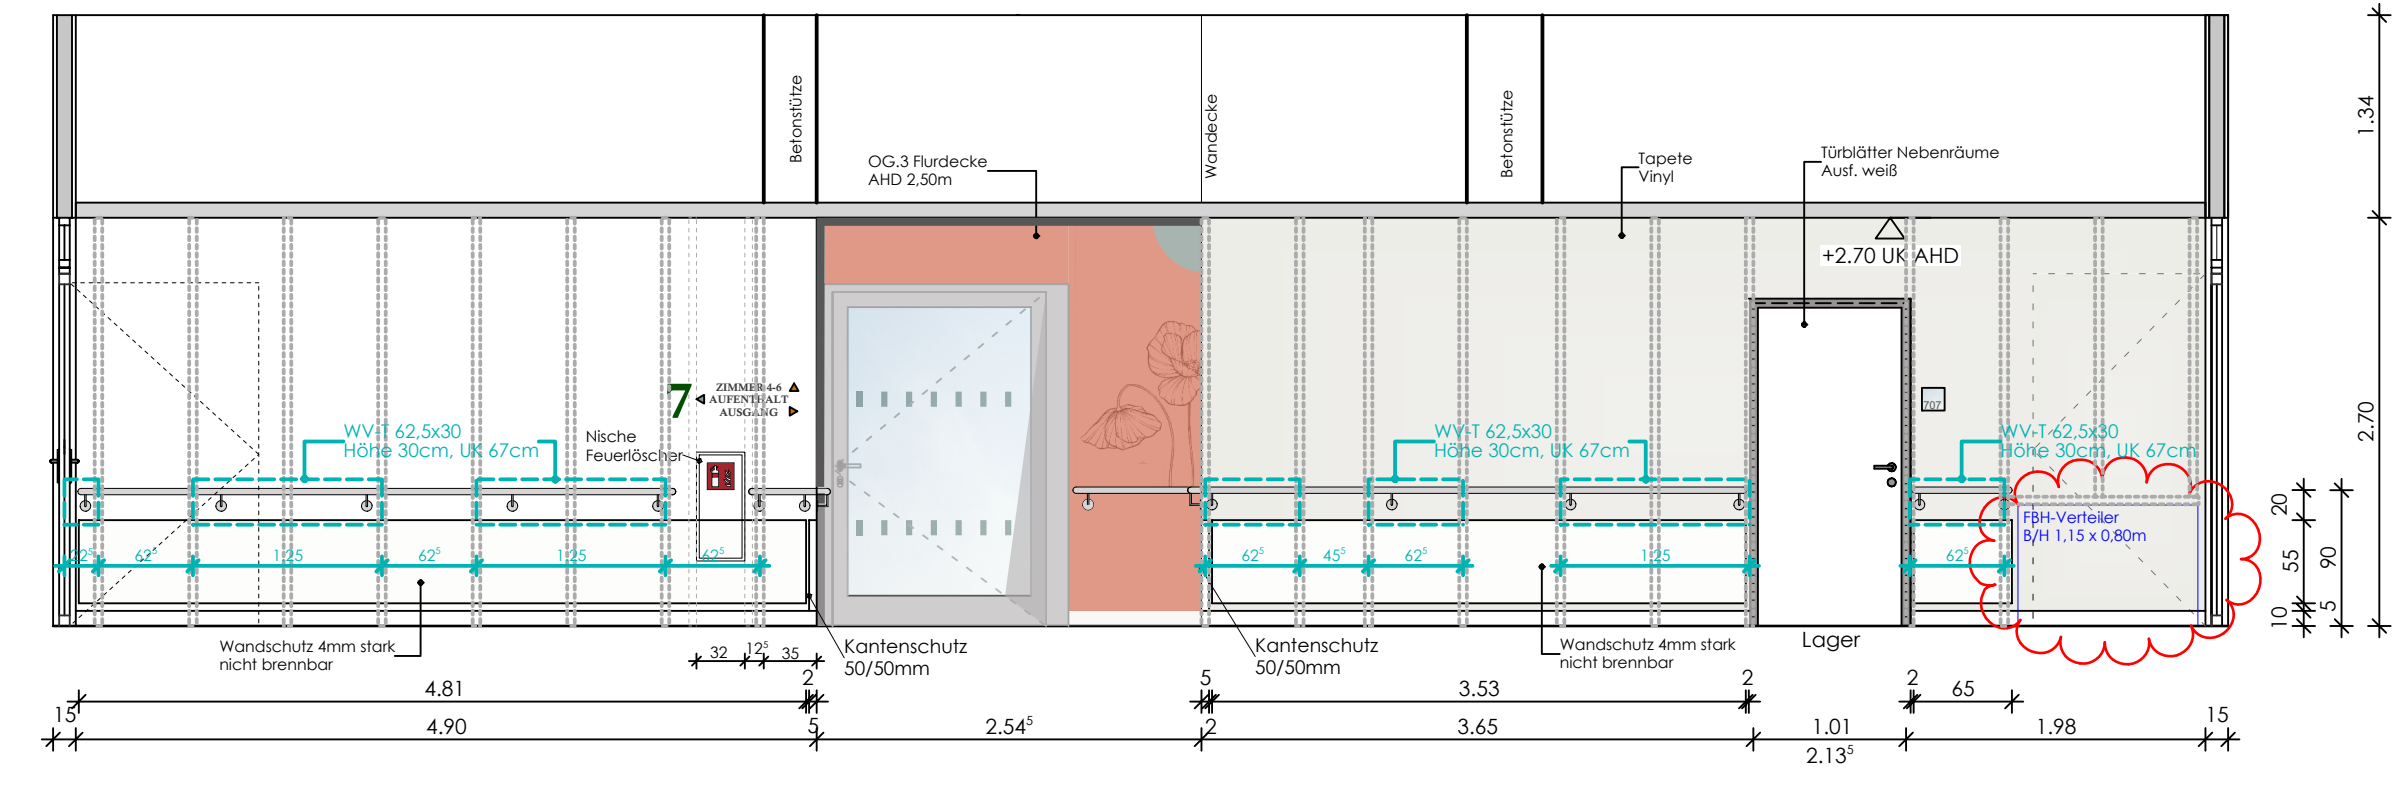 Betonstütze
Wandecke
Betonstütze
1.34
OG.3 Flurdecke
AHD 2,50m
Tapete
Vinyl
Türblätter Nebenräume
Ausf. weiß
+2.70 UK AHD
2.70
7
ZIMMER 4-6
AUFENTHALT
AUSGANG
707
WV-T 62,5x30
Höhe 30cm, UK 67cm
Nische
Feuerlöscher
WV-T 62,5x30
Höhe 30cm, UK 67cm
WV-T 62,5x30
Höhe 30cm, UK 67cm
FBH-Verteiler
B/H 1,15 x 0,80m
22⁵ 62⁵ 1.25 62⁵ 1.25 62⁵
62⁵ 45⁵ 62⁵ 1.25 62⁵
20
55
90
10
5
Wandschutz 4mm stark
nicht brennbar
32 12⁵ 35
Kantenschutz
50/50mm
Kantenschutz
50/50mm
Wandschutz 4mm stark
nicht brennbar
Lager
4.81 2 5 3.53 2 2 65
15 4.90 5 2.54⁵ 2 3.65 1.01 1.98 15
2.13⁵